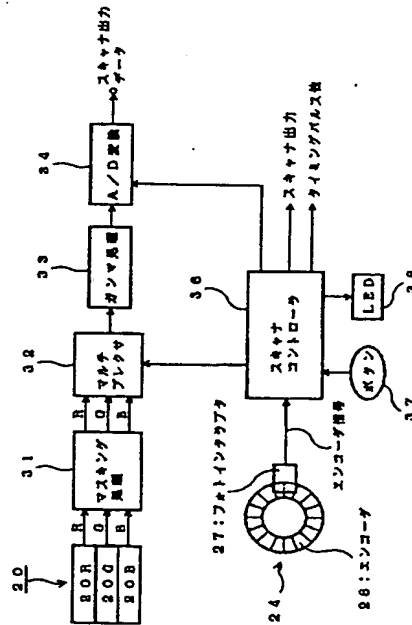 20
20R
20G
20B
R
G
B
31
マスキング
処理
R
G
B
32
マルチ
プレクサ
33
ガンマ処理
34
A/D変換
スキャナ出力
データ
36
スキャナ
コントローラ
スキャナ出力
タイミングパルス他
27:フォトインタラプタ
エンコーダ信号
24
28:エンコーダ
ボタン
37
LED
38